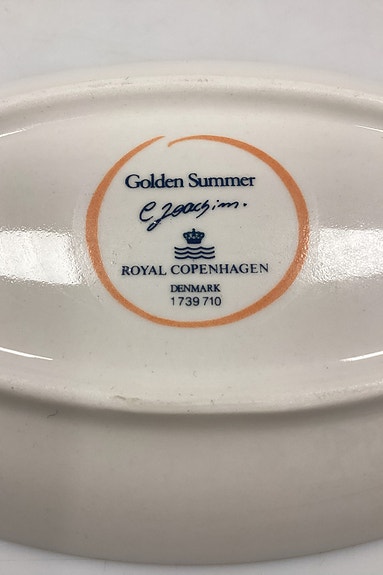 Golden Summer
C Joachim.
ROYAL COPENHAGEN
DENMARK
1739 710